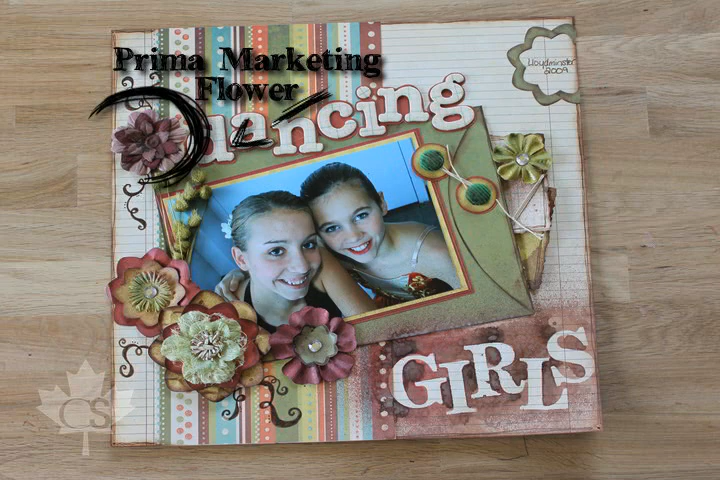 Prima Marketing
Flower
Lloydminster
2009
Dancing
GIRLS
CS